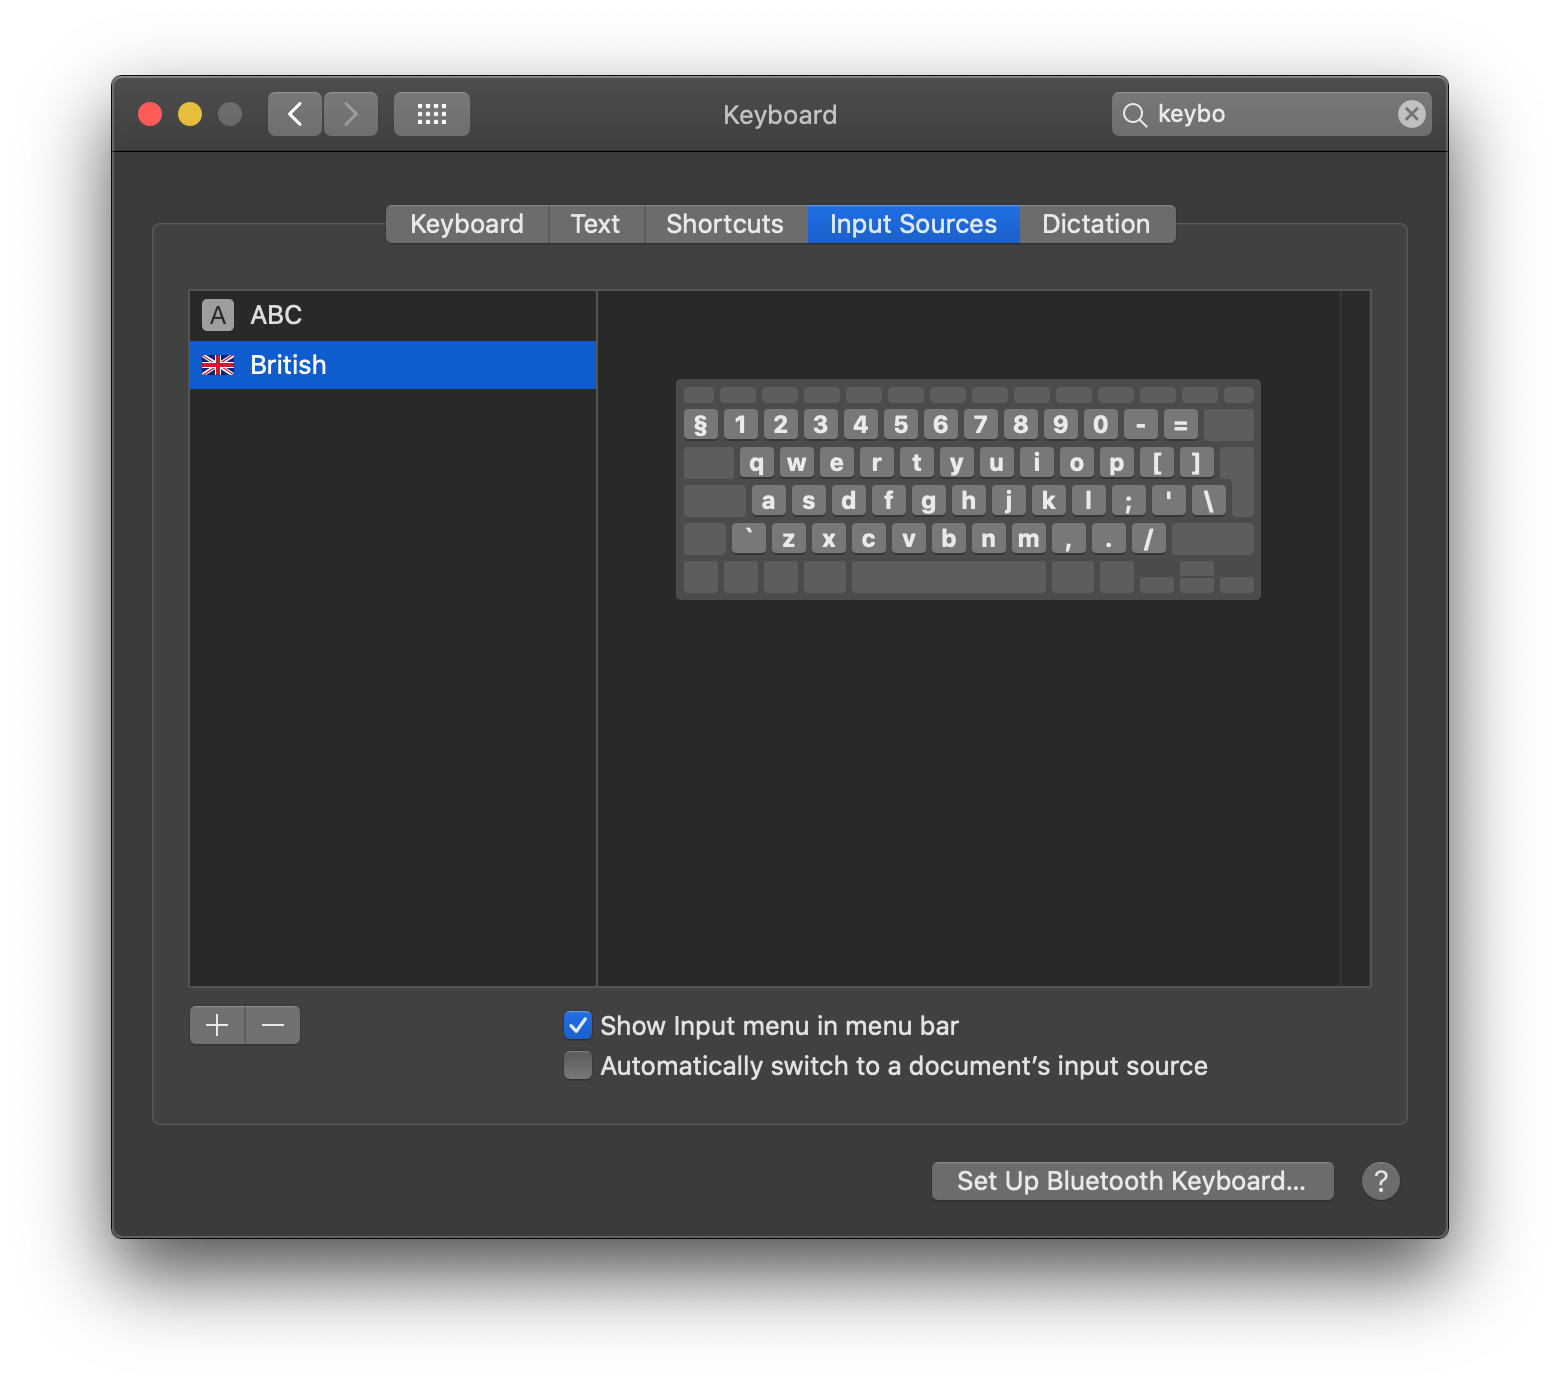 Keyboard
keybo
Keyboard Text Shortcuts Input Sources Dictation
A ABC
British
§ 1 2 3 4 5 6 7 8 9 0 - =
q w e r t y u i o p [ ]
a s d f g h j k l ; ' \
` z x c v b n m , . /
Show Input menu in menu bar
Automatically switch to a document’s input source
Set Up Bluetooth Keyboard... ?